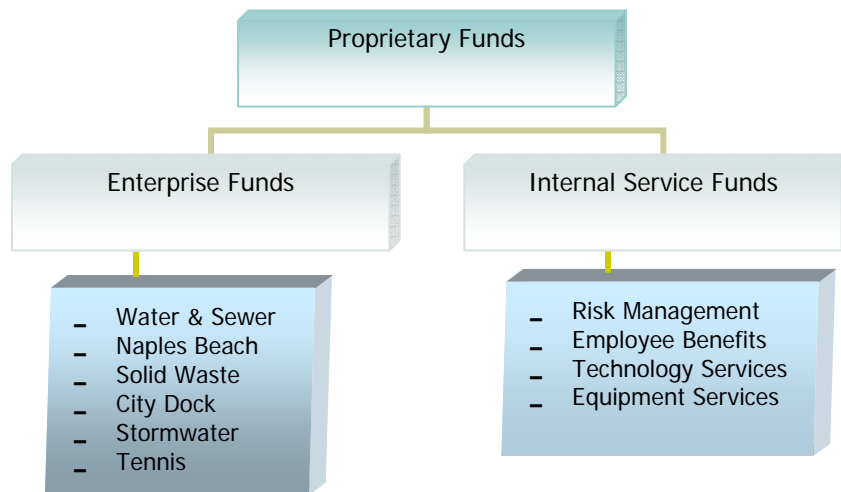 Proprietary Funds
Enterprise Funds
Internal Service Funds
– Water & Sewer
– Naples Beach
– Solid Waste
– City Dock
– Stormwater
– Tennis
– Risk Management
– Employee Benefits
– Technology Services
– Equipment Services